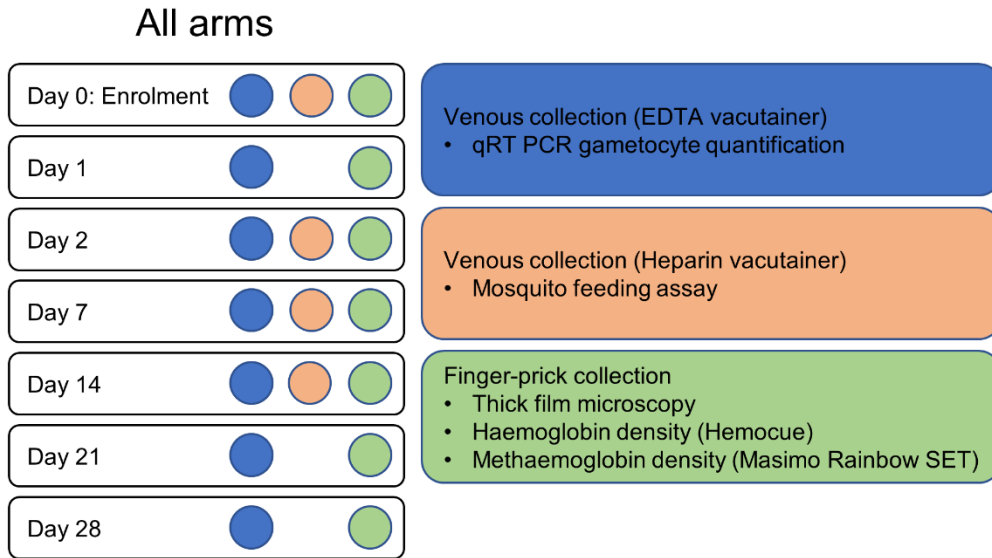 All arms
Day 0: Enrolment
Day 1
Day 2
Day 7
Day 14
Day 21
Day 28
Venous collection (EDTA vacutainer)
• qRT PCR gametocyte quantification
Venous collection (Heparin vacutainer)
• Mosquito feeding assay
Finger-prick collection
• Thick film microscopy
• Haemoglobin density (Hemocue)
• Methaemoglobin density (Masimo Rainbow SET)